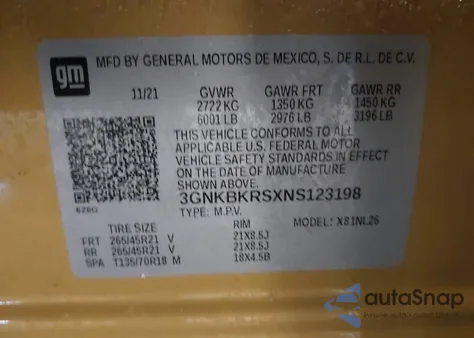 gm
MFD BY GENERAL MOTORS DE MEXICO, S. DE R.L. DE C.V.
11/21 GVWR GAWR FRT GAWR RR
2722 KG 1350 KG 1450 KG
6001 LB 2976 LB 3196 LB
THIS VEHICLE CONFORMS TO ALL
APPLICABLE U.S. FEDERAL MOTOR
VEHICLE SAFETY STANDARDS IN EFFECT
ON THE DATE OF MANUFACTURE
SHOWN ABOVE.
3GNKBKRSXNS123198
TYPE: M.P.V. MODEL: X81NL26
TIRE SIZE RIM
FRT 265/45R21 V 21X8.5J
RR 265/45R21 V 21X8.5J
SPA T135/70R18 M 18X4.5B
autoSnap